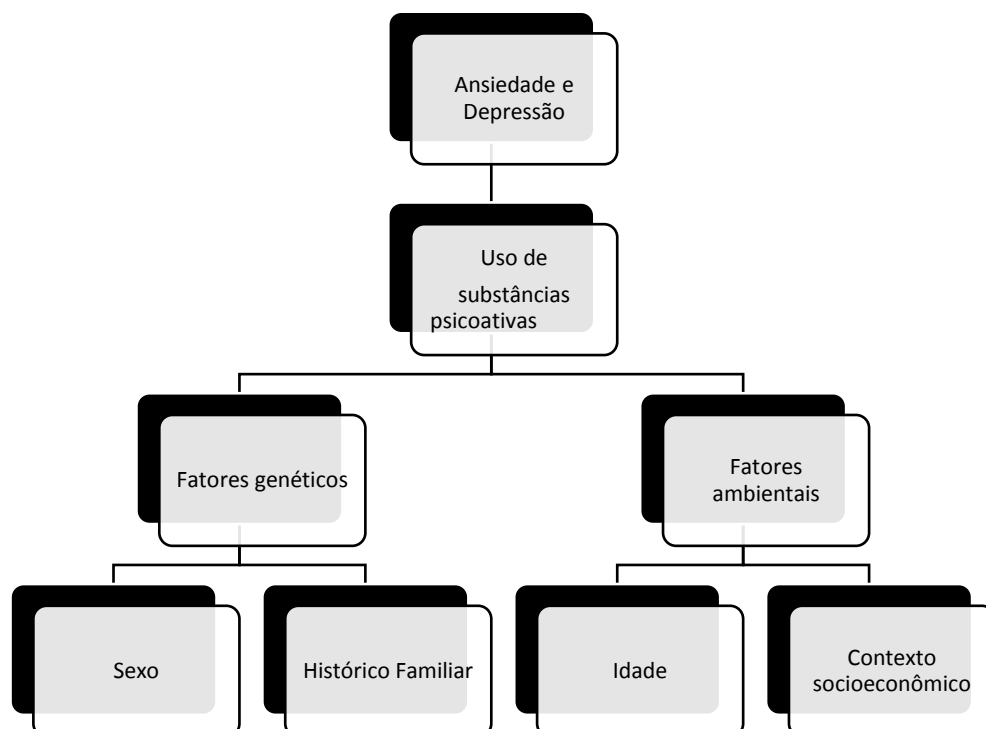 Ansiedade e
Depressão
Uso de
substâncias
psicoativas
Fatores genéticos
Fatores
ambientais
Sexo
Histórico Familiar
Idade
Contexto
socioeconômico